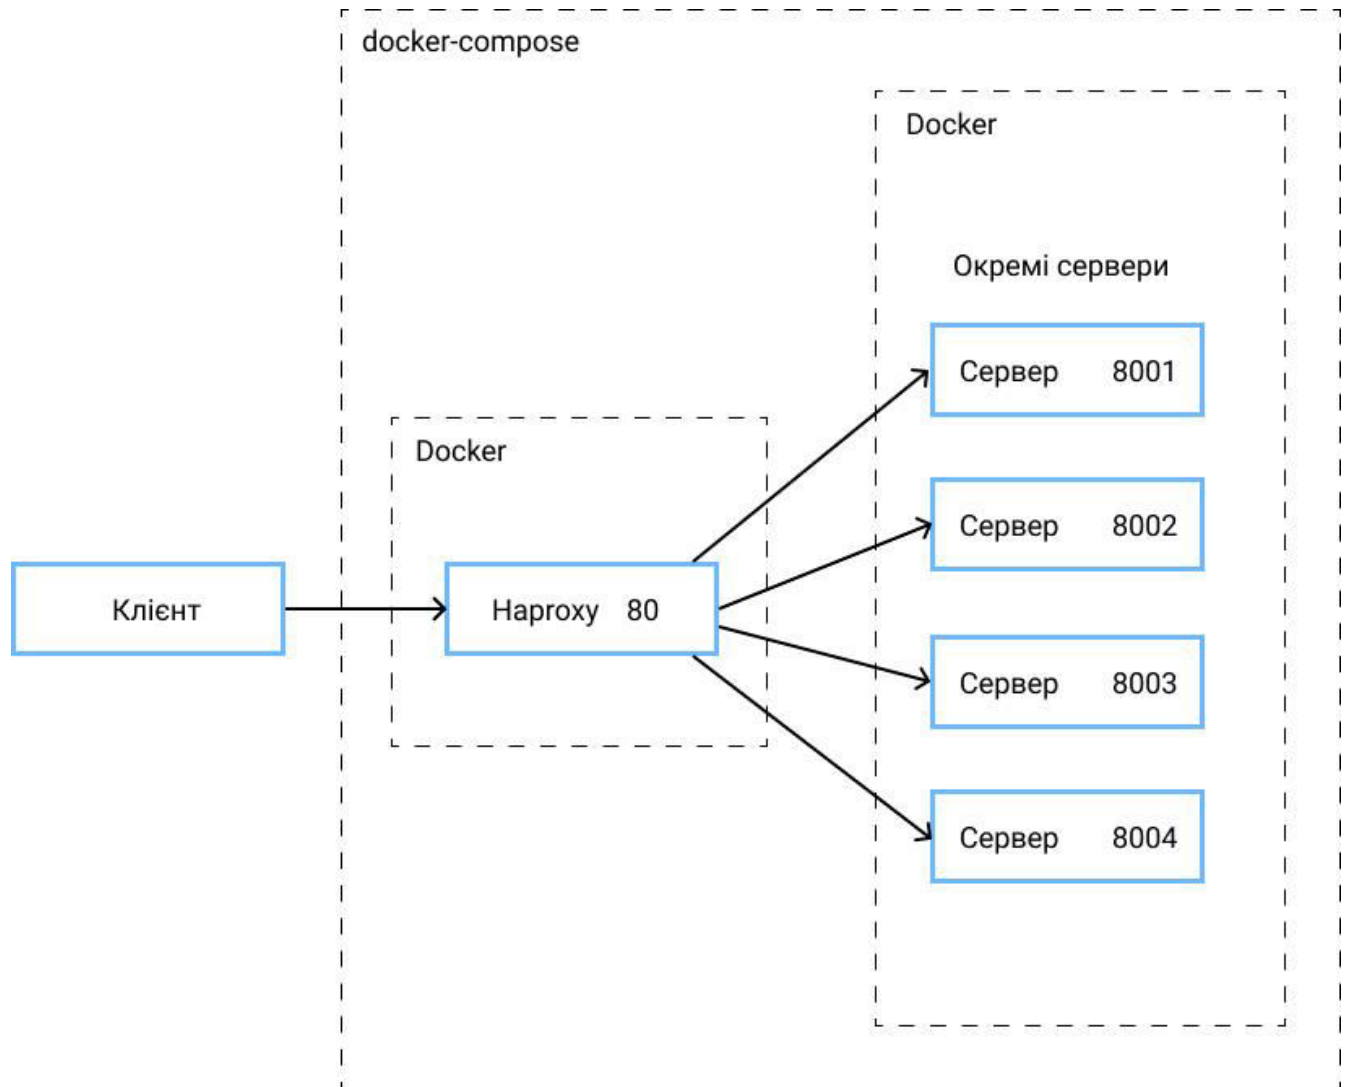 docker-compose
Docker
Окремі сервери
Сервер 8001
Docker
Сервер 8002
Клієнт
Haproxy 80
Сервер 8003
Сервер 8004